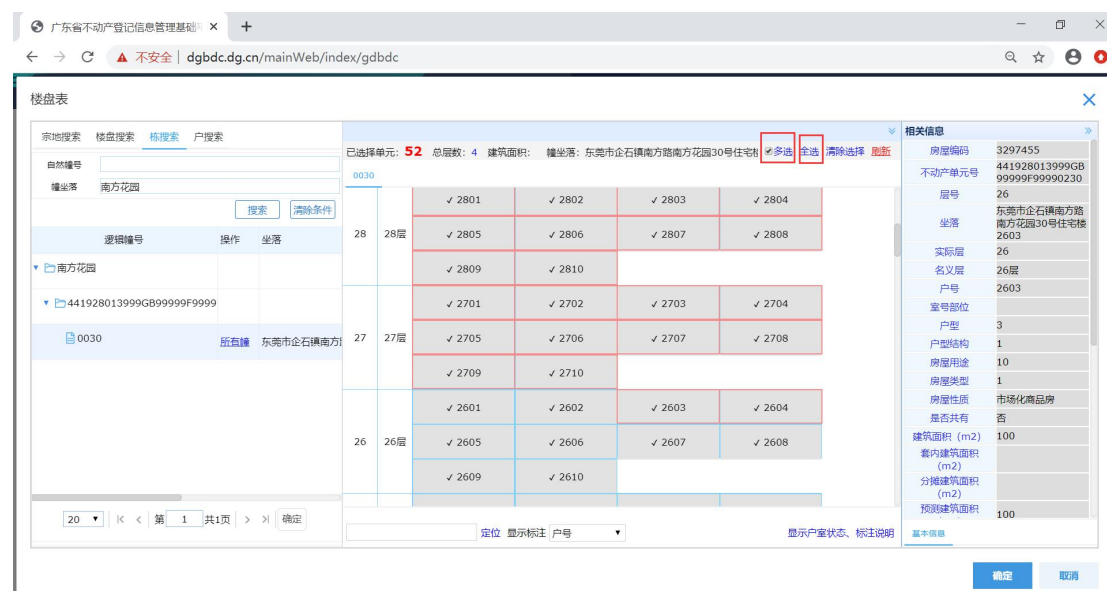 广东省不动产登记信息管理基础
不安全 | dgbdc.dg.cn/mainWeb/index/gdbdc
楼盘表
宗地搜索 楼盘搜索 栋搜索 户搜索
自然幢号
幢坐落 南方花园
搜索 清除条件
逻辑幢号 操作 坐落
南方花园
441928013999GB99999F9999
0030 所有幢 东莞市企石镇南方
20 第 1 共1页 确定
已选择单元: 52 总层数: 4 建筑面积: 幢坐落: 东莞市企石镇南方路南方花园30号住宅 多选 全选 清除选择 刷新
0030
✓ 2801 ✓ 2802 ✓ 2803 ✓ 2804
28 28层 ✓ 2805 ✓ 2806 ✓ 2807 ✓ 2808
✓ 2809 ✓ 2810
✓ 2701 ✓ 2702 ✓ 2703 ✓ 2704
27 27层 ✓ 2705 ✓ 2706 ✓ 2707 ✓ 2708
✓ 2709 ✓ 2710
✓ 2601 ✓ 2602 ✓ 2603 ✓ 2604
26 26层 ✓ 2605 ✓ 2606 ✓ 2607 ✓ 2608
✓ 2609 ✓ 2610
定位 显示标注 户号 显示户室状态、标注说明
相关信息
房屋编码 3297455
不动产单元号 441928013999GB
99999F99990230
层号 26
坐落 东莞市企石镇南方路
南方花园30号住宅楼
2603
实际层 26
名义层 26层
户号 2603
室号部位
户型 3
户型结构 1
房屋用途 10
房屋类型 1
房屋性质 市场化商品房
是否共有 否
建筑面积（m2） 100
套内建筑面积
（m2）
分摊建筑面积
（m2）
预测建筑面积 100
基本信息
确定 取消